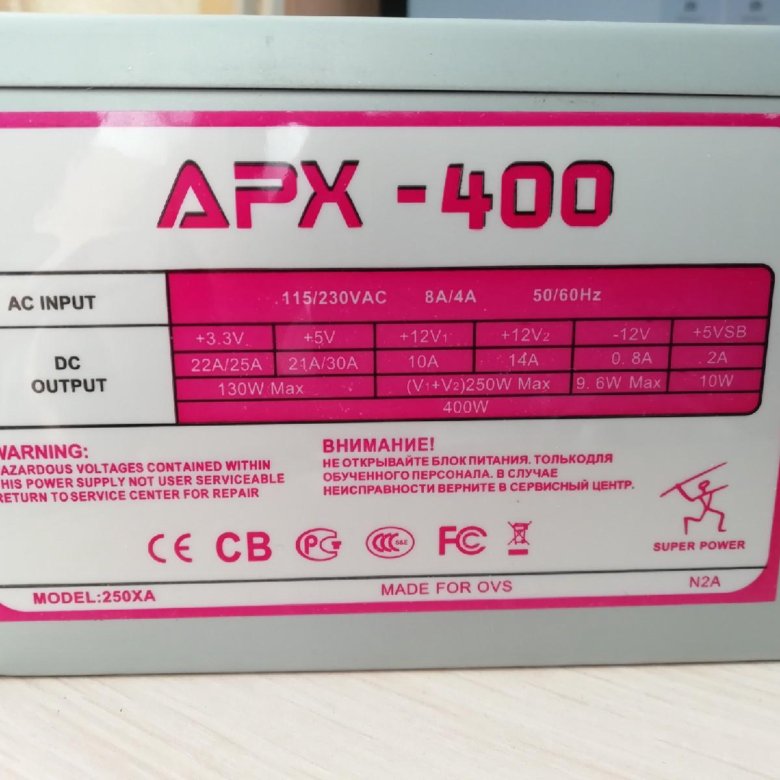 APX -400
AC INPUT 115/230VAC 8A/4A 50/60Hz
DC OUTPUT
+3.3V +5V +12V1 +12V2 -12V +5VSB
22A/25A 21A/30A 10A 14A 0.8A 2A
130W Max (V1+V2)250W Max 9.6W Max 10W
400W
WARNING:
AZARDOUS VOLTAGES CONTAINED WITHIN
HIS POWER SUPPLY NOT USER SERVICEABLE
RETURN TO SERVICE CENTER FOR REPAIR
ВНИМАНИЕ!
НЕ ОТКРЫВАЙТЕ БЛОК ПИТАНИЯ. ТОЛЬКОДЛЯ
ОБУЧЕННОГО ПЕРСОНАЛА. В СЛУЧАЕ
НЕИСПРАВНОСТИ ВЕРНИТЕ В СЕРВИСНЫЙ ЦЕНТР.
CE CB PC CCC S&E FC
SUPER POWER
MODEL:250XA MADE FOR OVS N2A